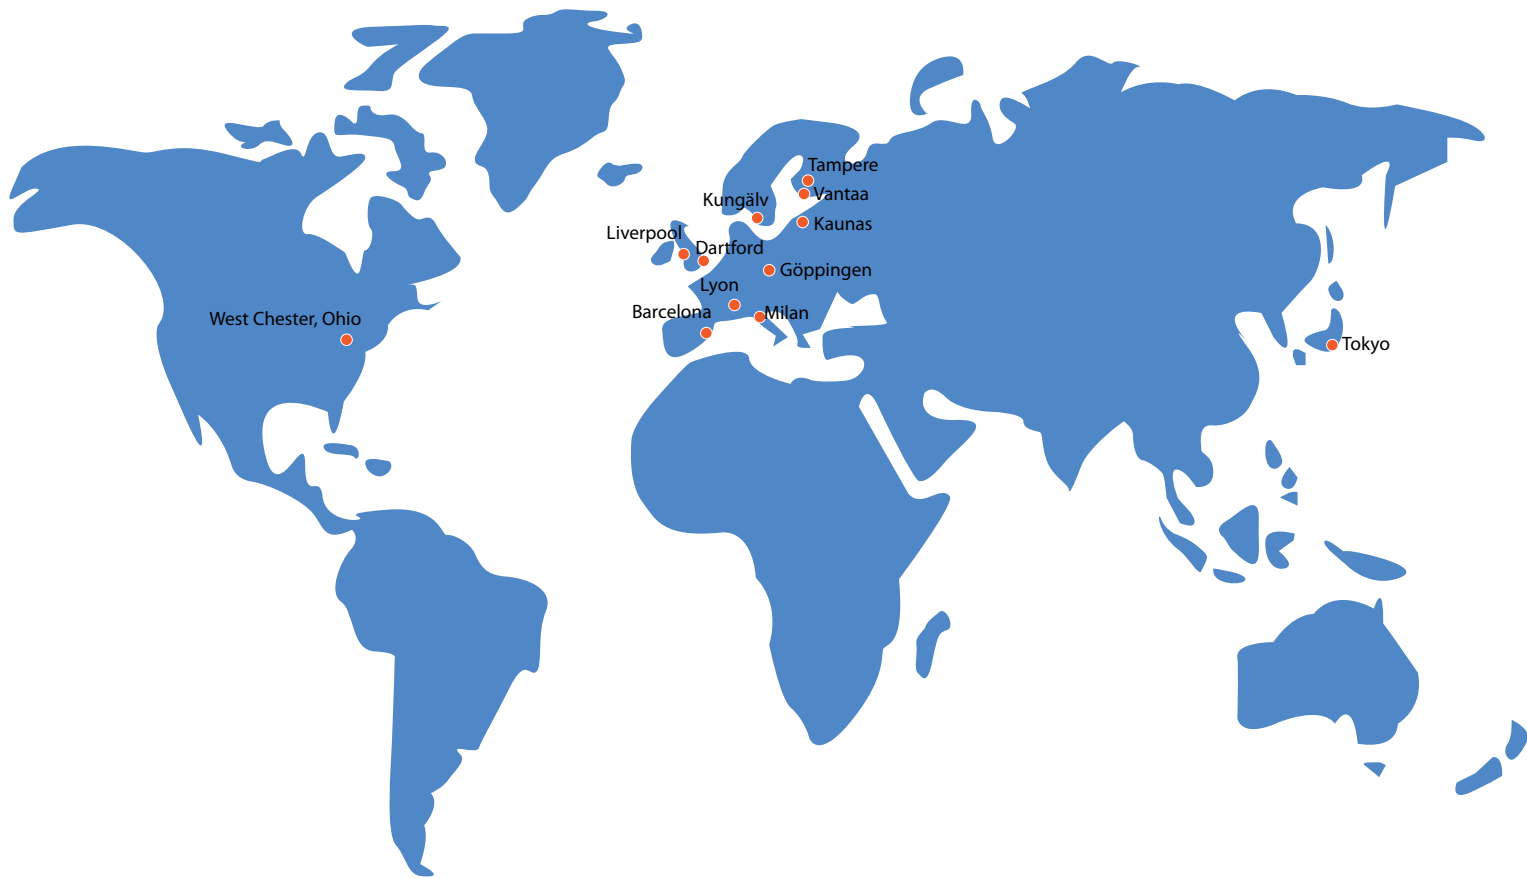 Tampere
Vantaa
Kungälv
Kaunas
Liverpool
Dartford
Göppingen
Lyon
Barcelona
Milan
West Chester, Ohio
Tokyo